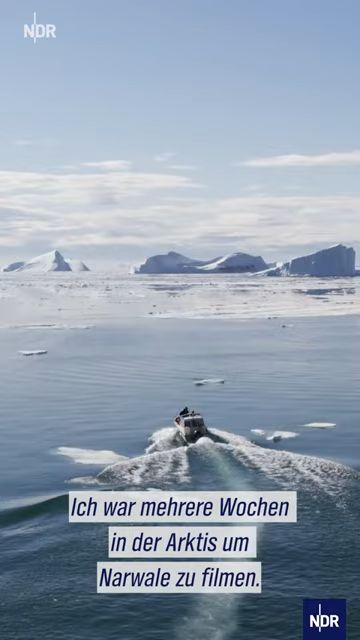 NDR
Ich war mehrere Wochen
in der Arktis um
Narwale zu filmen.
NDR